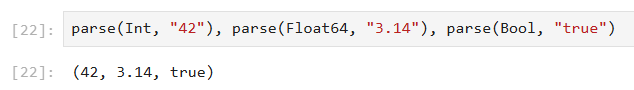 [22]: parse(Int, "42"), parse(Float64, "3.14"), parse(Bool, "true")
[22]: (42, 3.14, true)